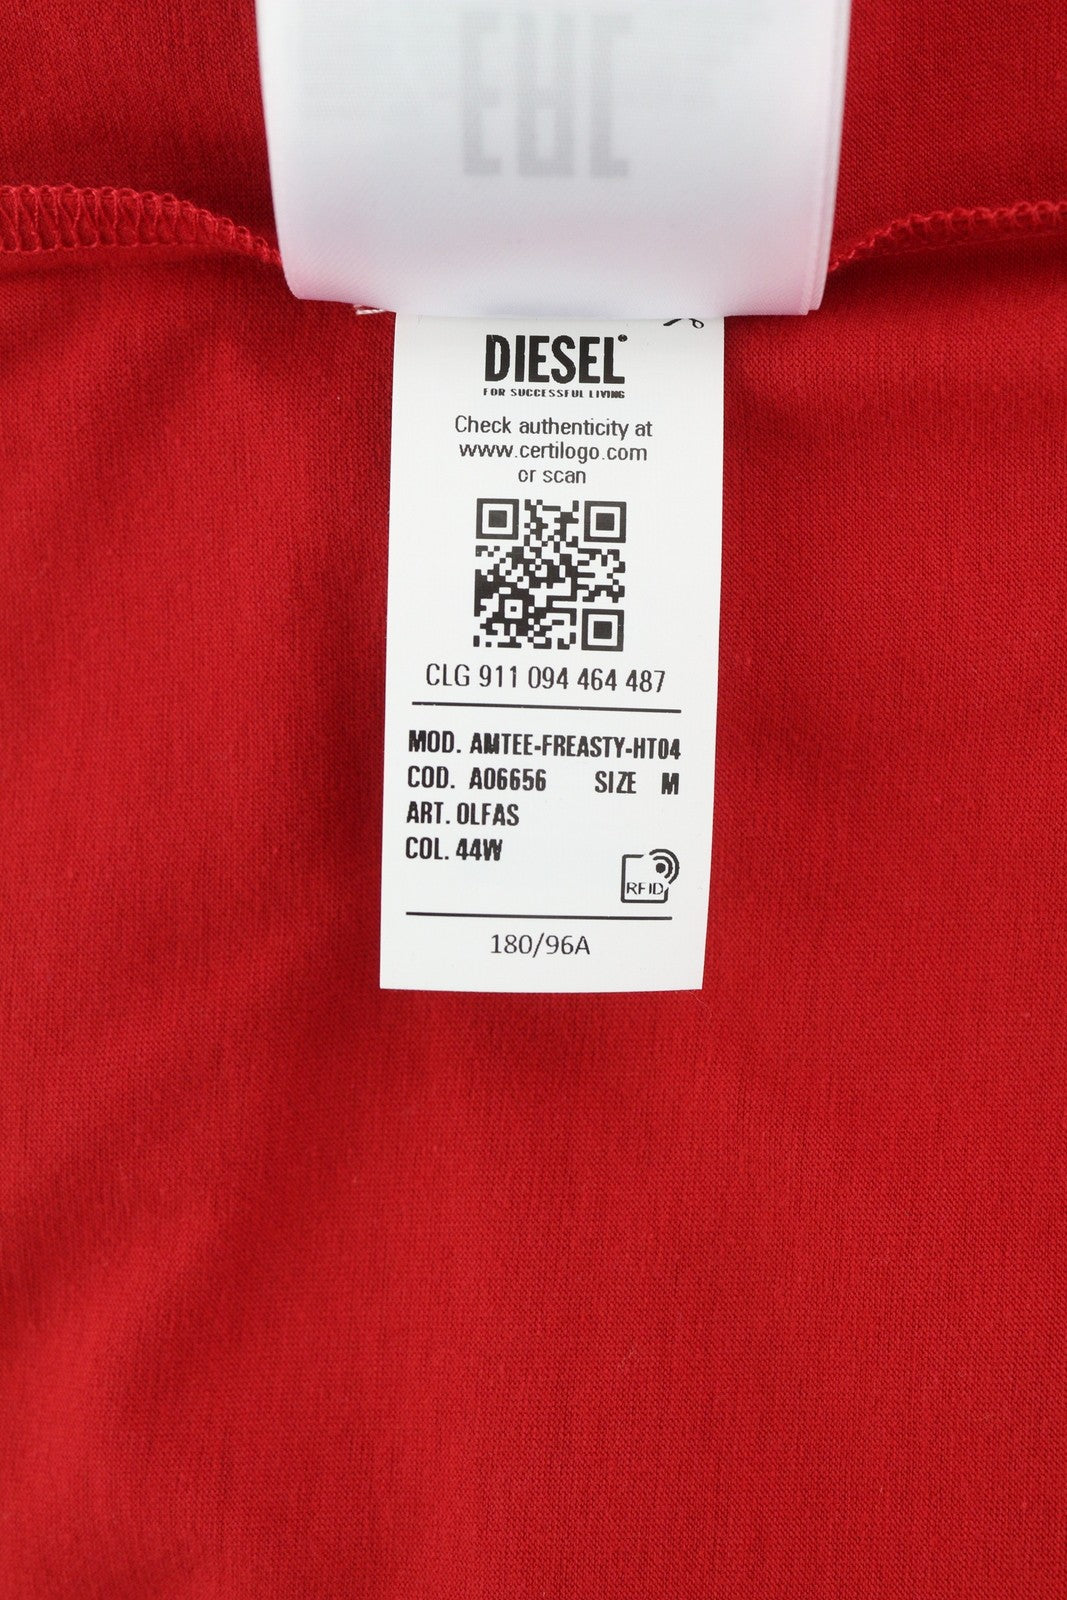 DIESEL
FOR SUCCESSFUL LIVING
Check authenticity at
www.certilogo.com
or scan
CLG 911 094 464 487
MOD. AMTEE-FREASTY-HT04
COD. A06656 SIZE M
ART. 0LFAS
COL. 44W
RFID
180/96A